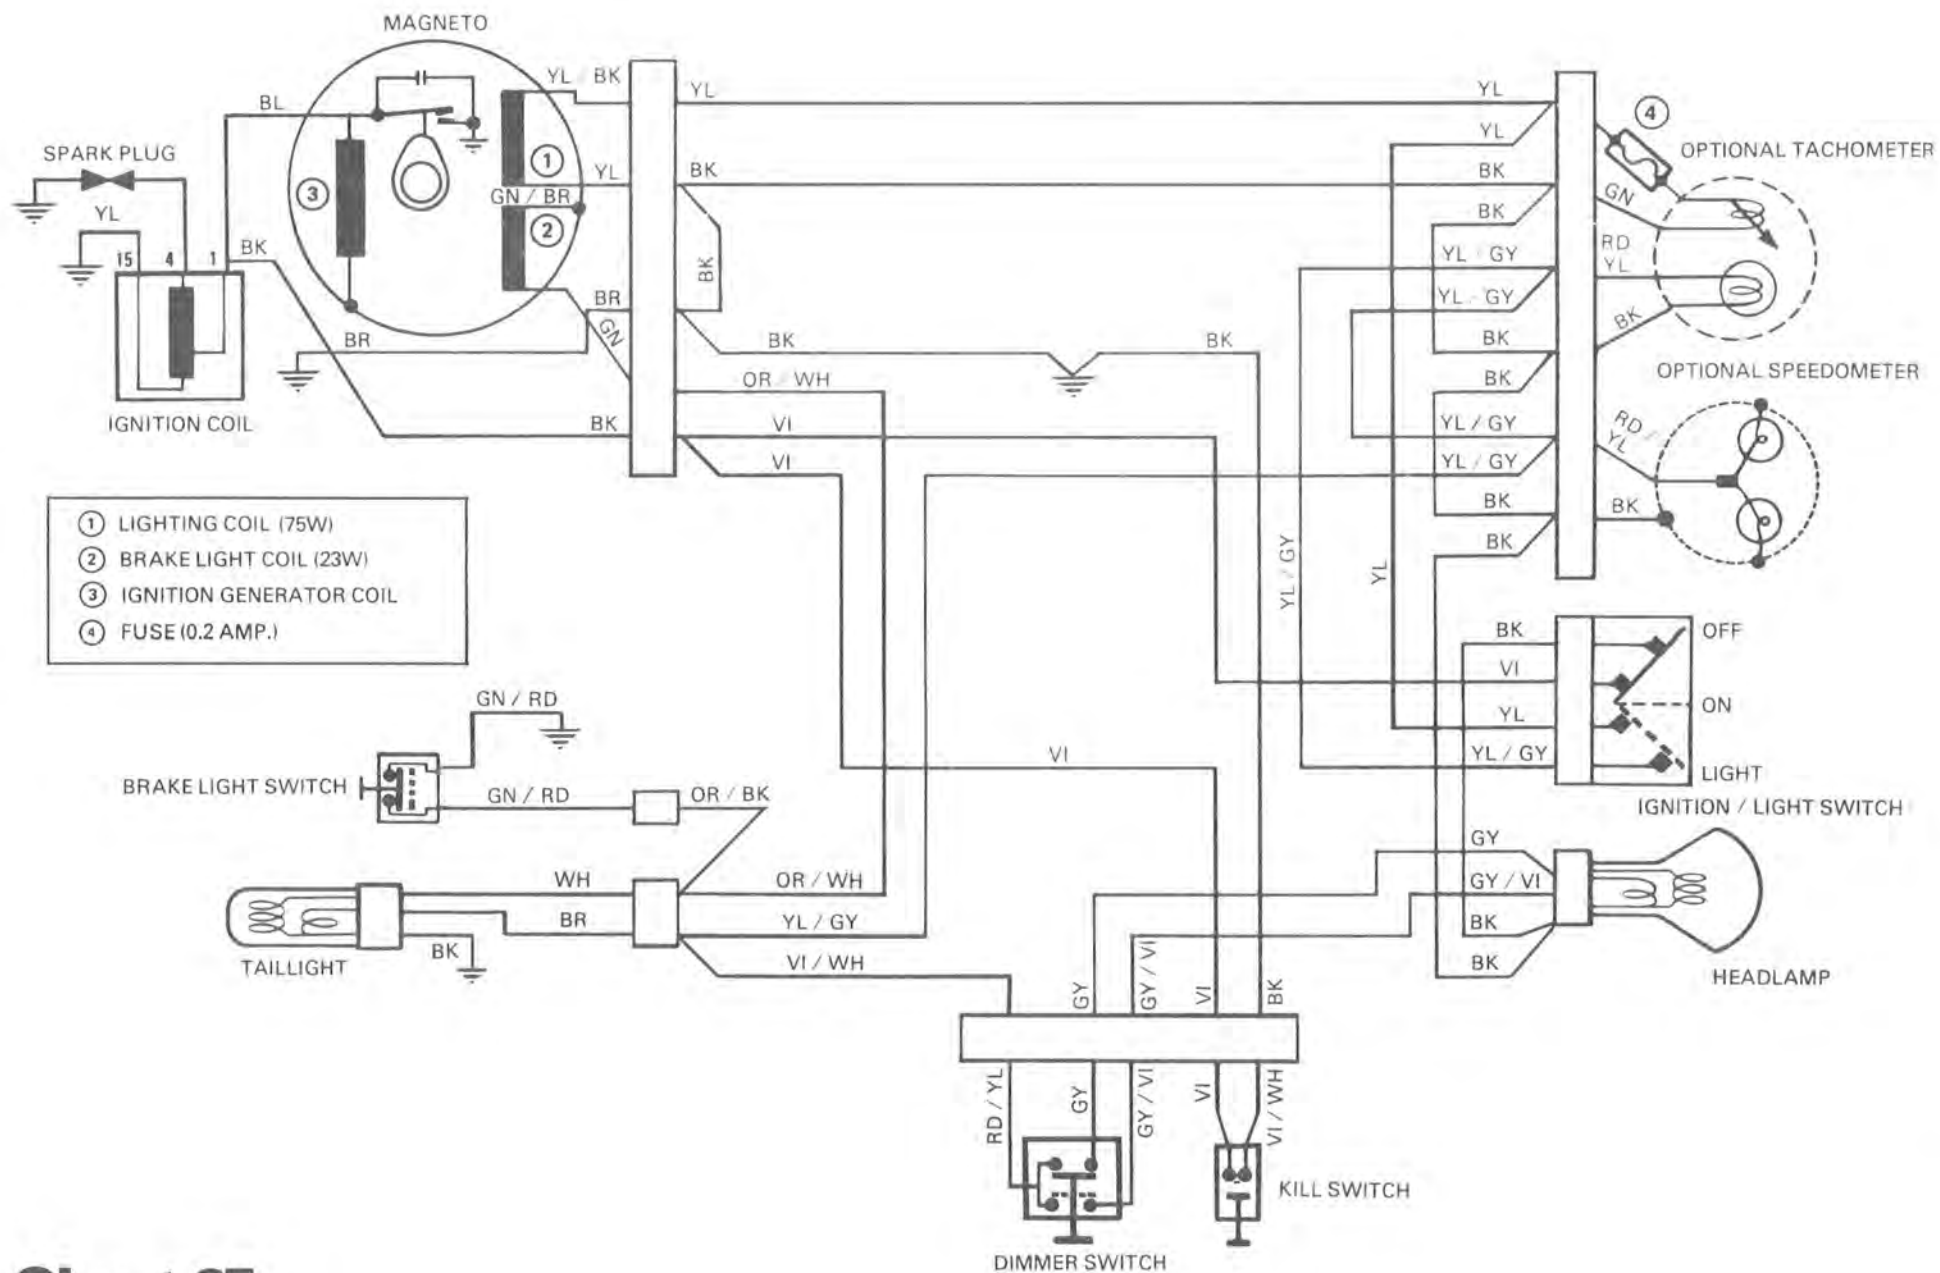 MAGNETO
YL / BK
YL
YL
BL
YL
4
SPARK PLUG
OPTIONAL TACHOMETER
1
YL
BK
BK
3
GN / BR
GN
YL
2
BK
15 4 1
BK
RD
YL
YL / GY
BK
BR
YL / GY
GN
BK
BR
BK
BK
BK
OPTIONAL SPEEDOMETER
OR / WH
BK
IGNITION COIL
BK
VI
YL / GY
RD /
YL
VI
YL / GY
BK
BK
BK
YL / GY
YL
1 LIGHTING COIL (75W)
2 BRAKE LIGHT COIL (23W)
3 IGNITION GENERATOR COIL
4 FUSE (0.2 AMP.)
BK
OFF
VI
ON
YL
YL / GY
LIGHT
IGNITION / LIGHT SWITCH
GN / RD
VI
BRAKE LIGHT SWITCH
GN / RD
OR / BK
GY
WH
OR / WH
GY / VI
BR
YL / GY
BK
BK
VI / WH
BK
TAILLIGHT
HEADLAMP
GY
GY / VI
VI
BK
RD / YL
GY
GY / VI
VI
VI / WH
KILL SWITCH
DIMMER SWITCH